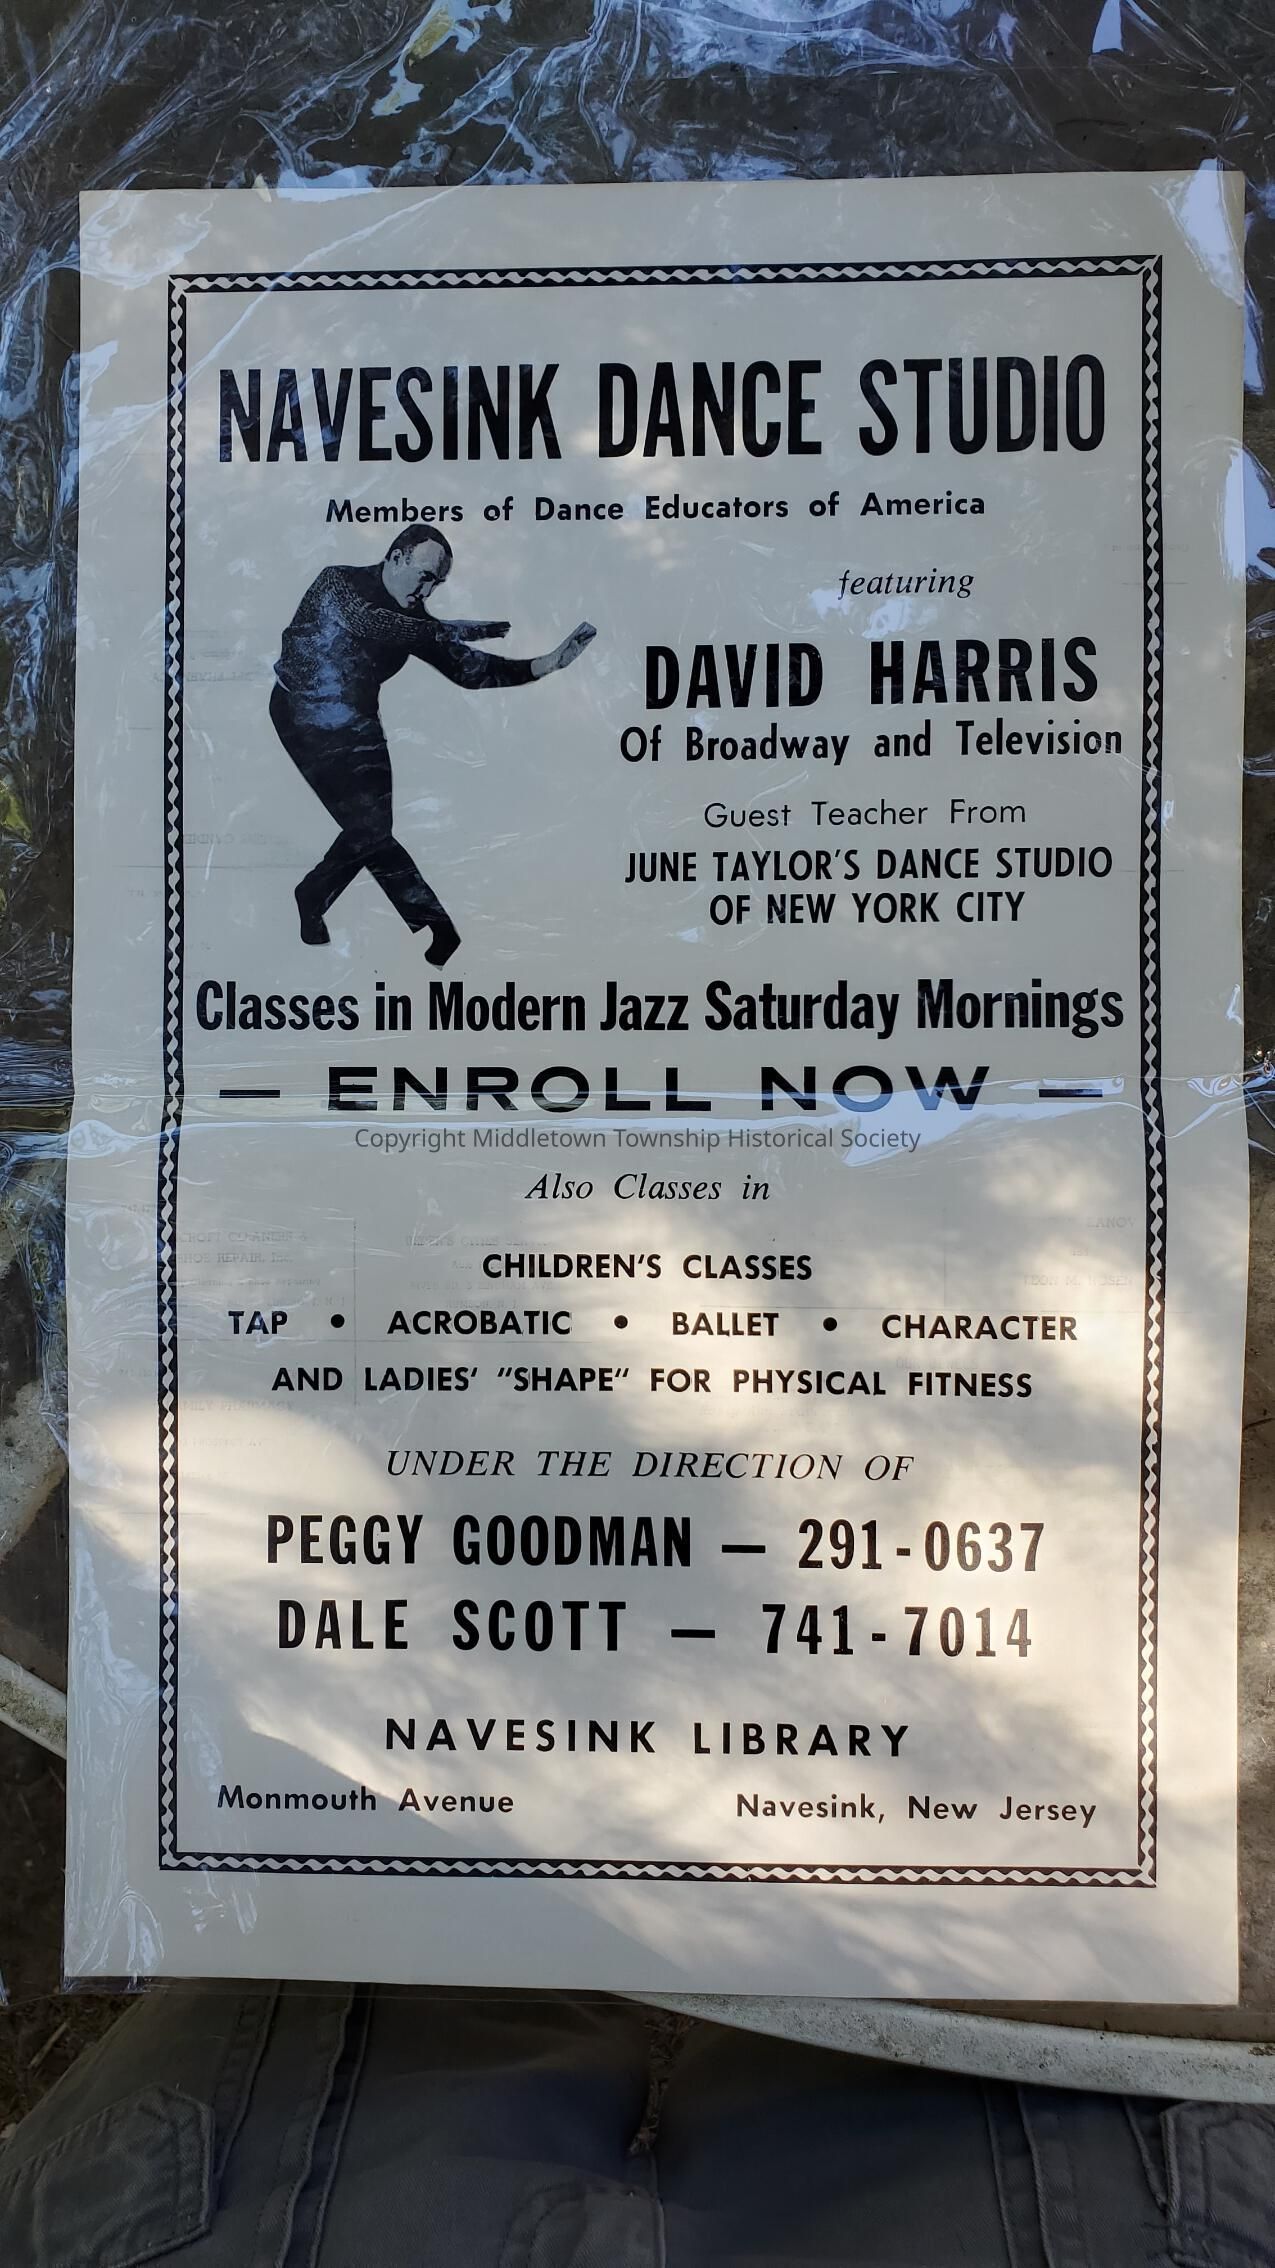 NAVESINK DANCE STUDIO
Members of Dance Educators of America
featuring
DAVID HARRIS
Of Broadway and Television
Guest Teacher From
JUNE TAYLOR'S DANCE STUDIO
OF NEW YORK CITY
Classes in Modern Jazz Saturday Mornings
— ENROLL NOW —
Copyright Middletown Township Historical Society
Also Classes in
CHILDREN'S CLASSES
TAP • ACROBATIC • BALLET • CHARACTER
AND LADIES' "SHAPE" FOR PHYSICAL FITNESS
UNDER THE DIRECTION OF
PEGGY GOODMAN — 291-0637
DALE SCOTT — 741-7014
NAVESINK LIBRARY
Monmouth Avenue Navesink, New Jersey